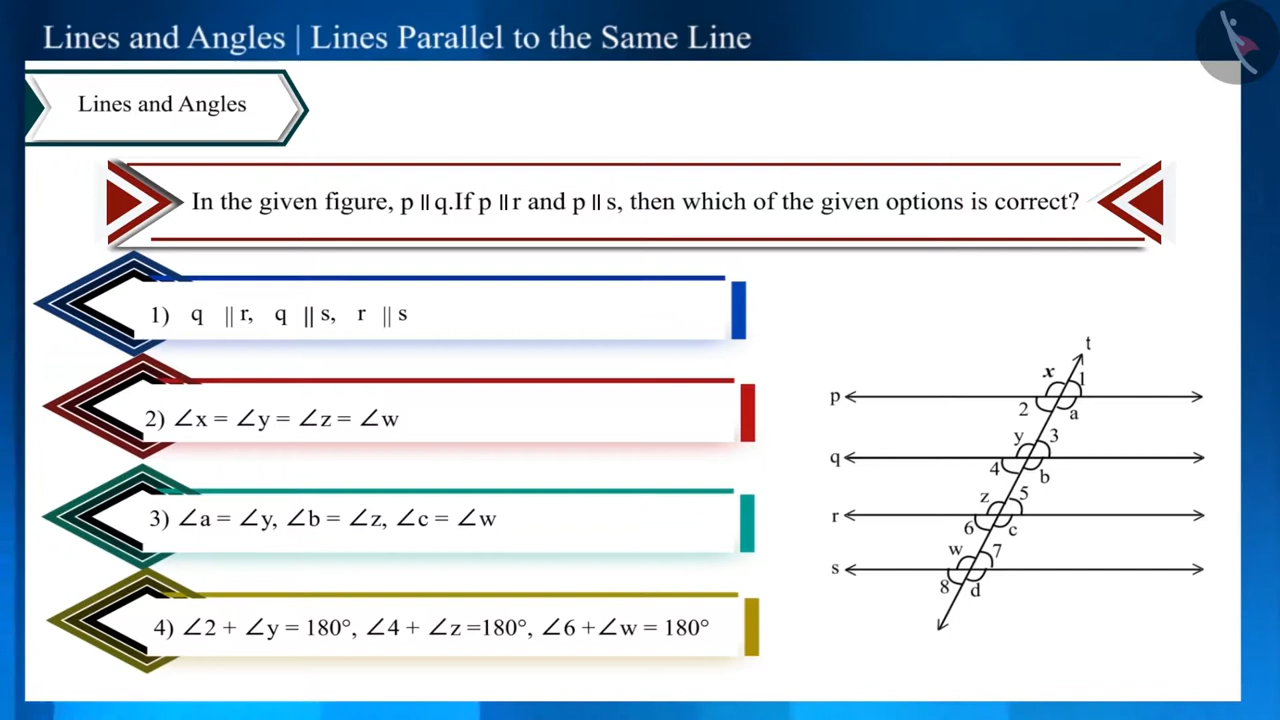 Lines and Angles | Lines Parallel to the Same Line
Lines and Angles
In the given figure, p || q.If p || r and p || s, then which of the given options is correct?
1) q || r, q || s, r || s
2) ∠x = ∠y = ∠z = ∠w
3) ∠a = ∠y, ∠b = ∠z, ∠c = ∠w
4) ∠2 + ∠y = 180°, ∠4 + ∠z =180°, ∠6 +∠w = 180°
t
x 1
p
2 a
y 3
q
4 b
z 5
r
6 c
w 7
s
8 d